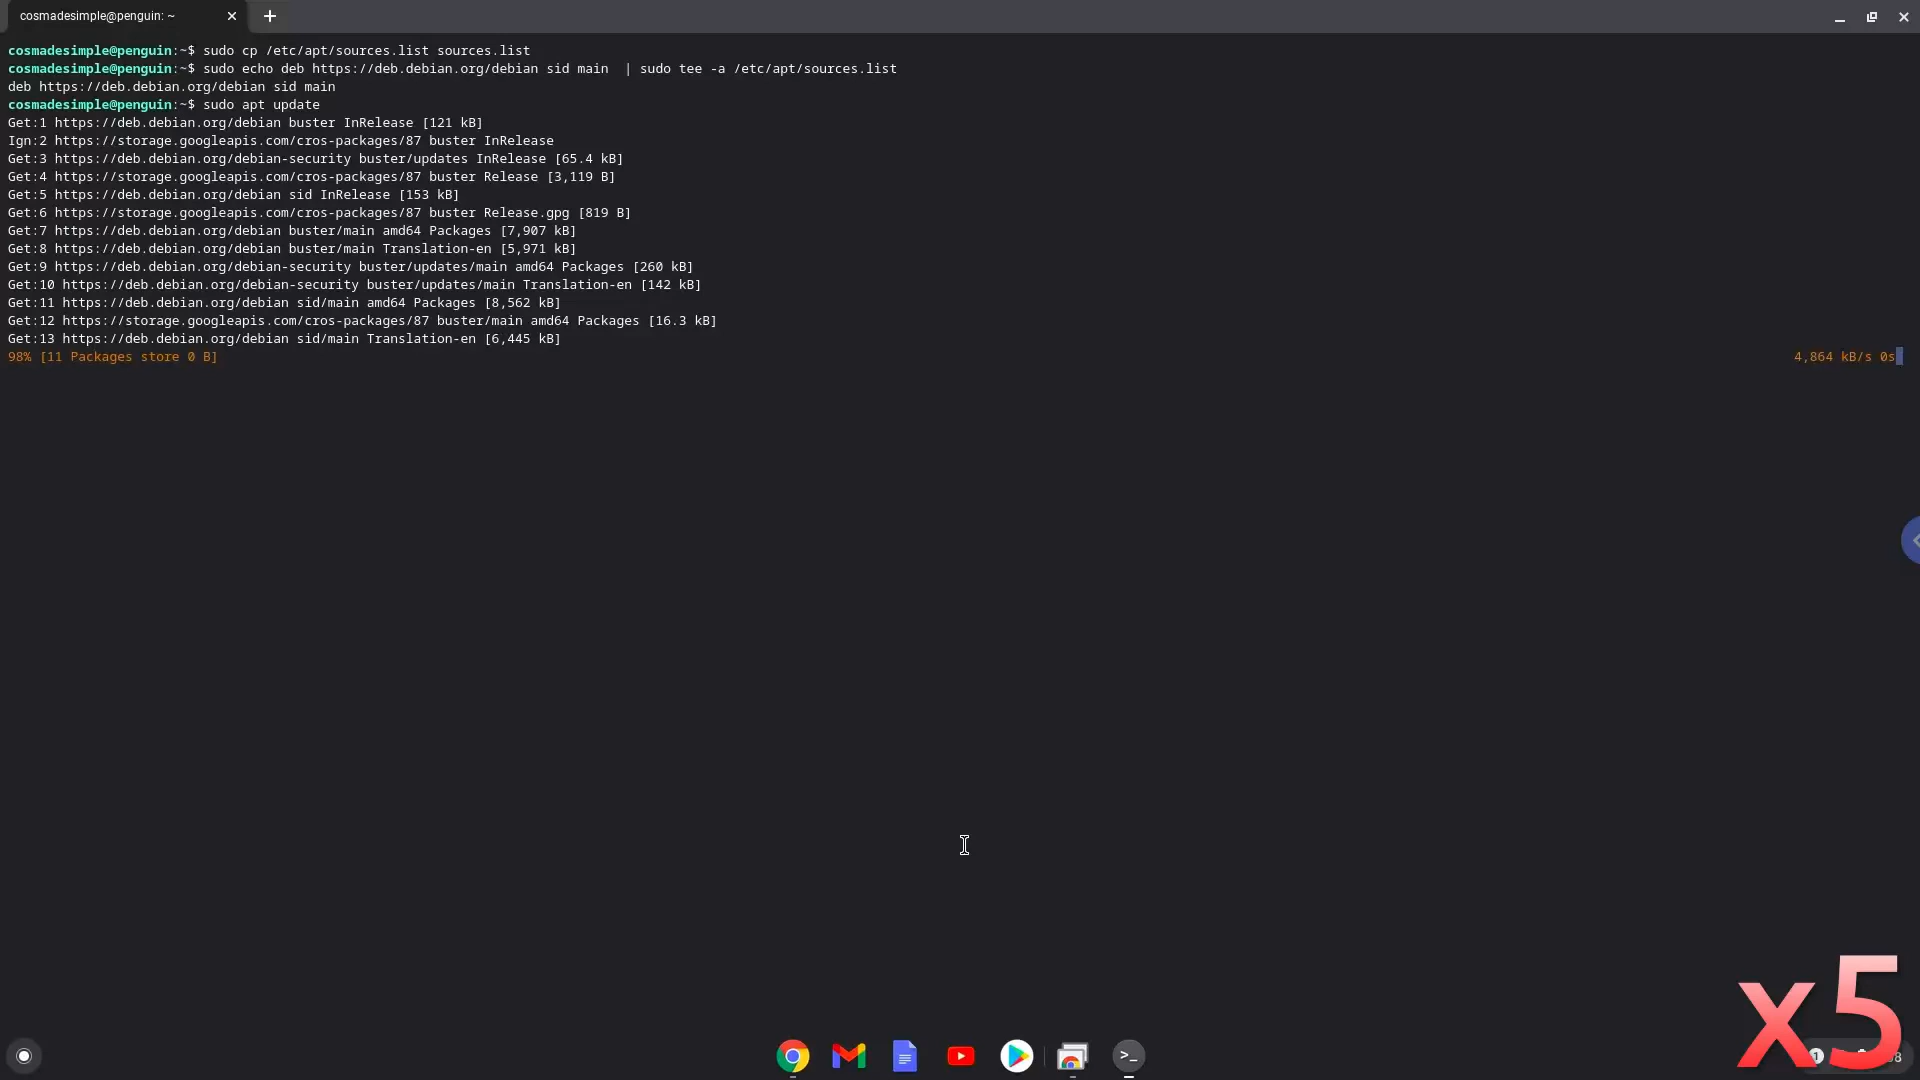 cosmadesimple@penguin: ~
cosmadesimple@penguin:~$ sudo cp /etc/apt/sources.list sources.list
cosmadesimple@penguin:~$ sudo echo deb https://deb.debian.org/debian sid main  | sudo tee -a /etc/apt/sources.list
deb https://deb.debian.org/debian sid main
cosmadesimple@penguin:~$ sudo apt update
Get:1 https://deb.debian.org/debian buster InRelease [121 kB]
Ign:2 https://storage.googleapis.com/cros-packages/87 buster InRelease
Get:3 https://deb.debian.org/debian-security buster/updates InRelease [65.4 kB]
Get:4 https://storage.googleapis.com/cros-packages/87 buster Release [3,119 B]
Get:5 https://deb.debian.org/debian sid InRelease [153 kB]
Get:6 https://storage.googleapis.com/cros-packages/87 buster Release.gpg [819 B]
Get:7 https://deb.debian.org/debian buster/main amd64 Packages [7,907 kB]
Get:8 https://deb.debian.org/debian buster/main Translation-en [5,971 kB]
Get:9 https://deb.debian.org/debian-security buster/updates/main amd64 Packages [260 kB]
Get:10 https://deb.debian.org/debian-security buster/updates/main Translation-en [142 kB]
Get:11 https://deb.debian.org/debian sid/main amd64 Packages [8,562 kB]
Get:12 https://storage.googleapis.com/cros-packages/87 buster/main amd64 Packages [16.3 kB]
Get:13 https://deb.debian.org/debian sid/main Translation-en [6,445 kB]
98% [11 Packages store 0 B] 4,864 kB/s 0s
x5
1